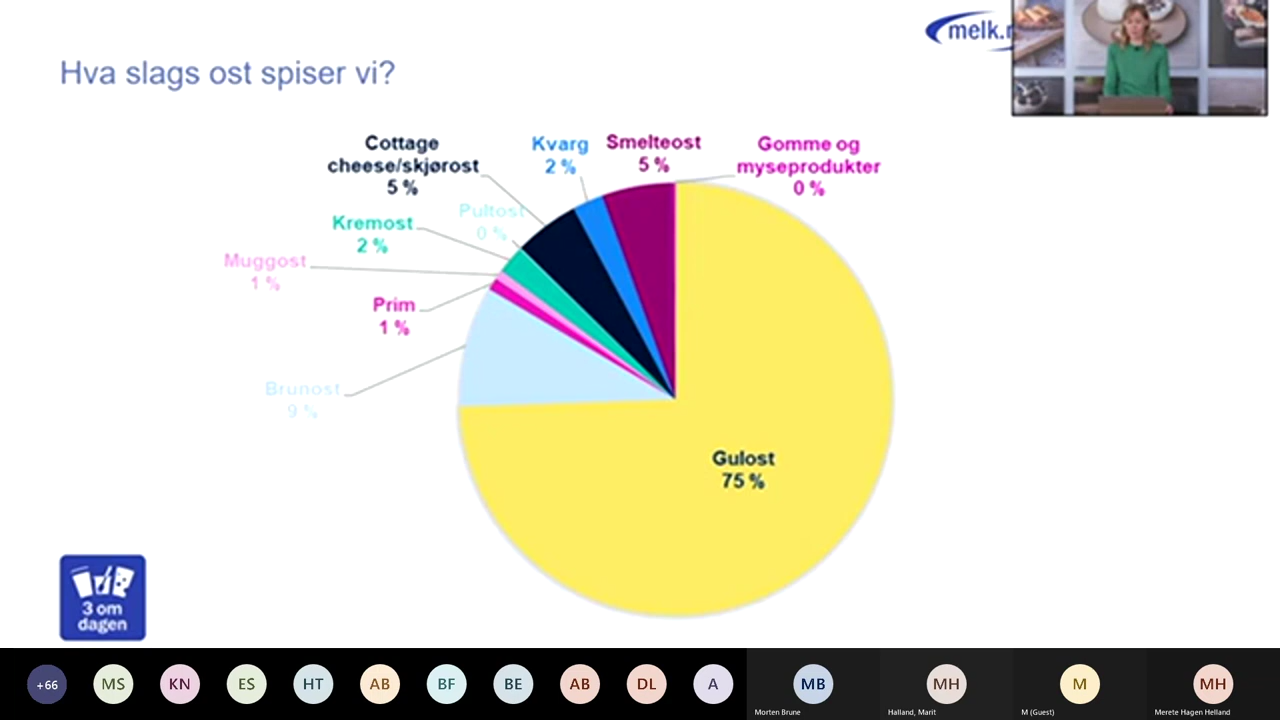 melk.
Hva slags ost spiser vi?
Cottage
cheese/skjørost
5 %
Kvarg
2 %
Smelteost
5 %
Gomme og
myseprodukter
0 %
Pultost
0 %
Kremost
2 %
Muggost
1 %
Prim
1 %
Brunost
9 %
Gulost
75 %
3 om
dagen
+66
MS
KN
ES
HT
AB
BF
BE
AB
DL
A
MB
MH
M
MH
Morten Brune
Halland, Marit
M (Guest)
Merete Hagen Helland